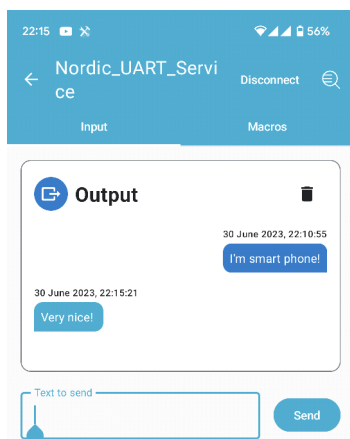 22:15 56%
Nordic_UART_Servi
ce
Disconnect
Input Macros
Output
30 June 2023, 22:10:55
I'm smart phone!
30 June 2023, 22:15:21
Very nice!
Text to send
Send